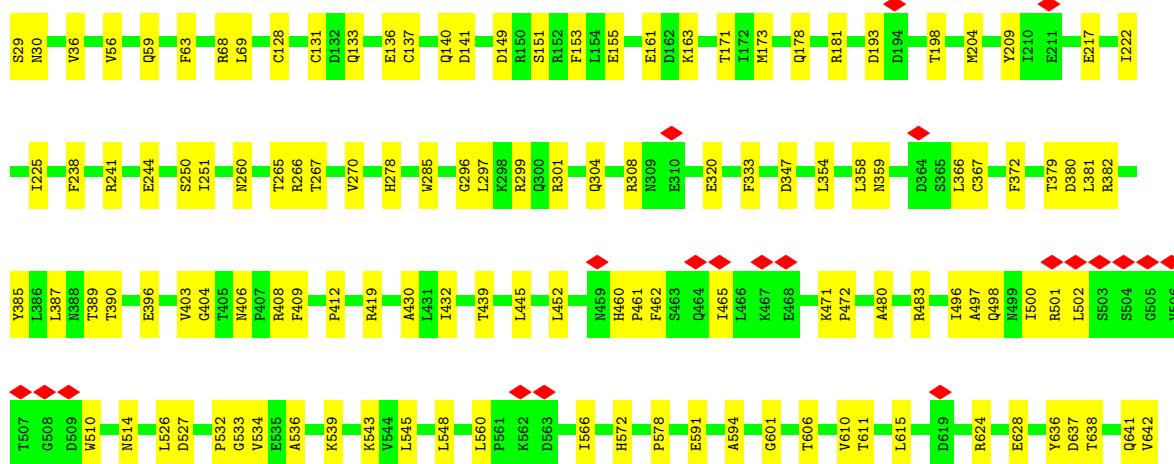 S29 N30 V36 V56 Q59 F63 R68 L69 C128 C131 D132 Q133 E136 C137 Q140 D141 D149 R150 S151 R152 F153 L154 E155 E161 D162 K163 T171 I172 M173 Q178 R181 D193 D194 T198 M204 Y209 I210 E211 E217 I222
I225 F238 R241 E244 S250 I251 N260 T265 R266 T267 V270 H278 W285 G296 L297 K298 R299 Q300 R301 Q304 R308 N309 E310 E320 F333 D347 L354 L358 N359 D364 S365 L366 C367 F372 T379 D380 L381 R382
Y385 L386 L387 N388 T389 T390 E396 V403 G404 T405 N406 P407 R408 F409 P412 R419 A430 L431 I432 T439 L445 L452 N459 H460 P461 F462 S463 Q464 I465 L466 K467 E468 K471 P472 A480 R483 I496 A497 Q498 N499 I500 R501 L502 S503 S504 G505
T507 G508 D509 W510 N514 L526 D527 P532 G533 V534 E535 A536 K539 K543 V544 L545 L548 L560 P561 K562 D563 I566 H572 P578 E591 A594 G601 T606 V610 T611 L615 D619 R624 E628 Y636 D637 T638 Q641 V642